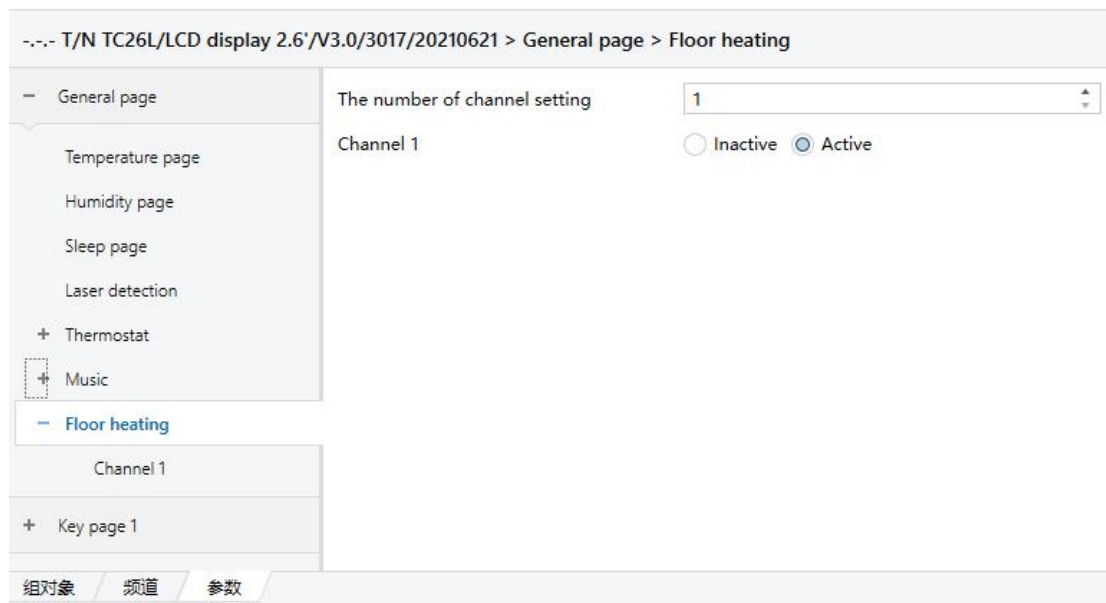 -.-.- T/N TC26L/LCD display 2.6'/V3.0/3017/20210621 > General page > Floor heating
− General page
The number of channel setting 1
Channel 1 Inactive Active
Temperature page
Humidity page
Sleep page
Laser detection
+ Thermostat
+ Music
− Floor heating
Channel 1
+ Key page 1
组对象 频道 参数